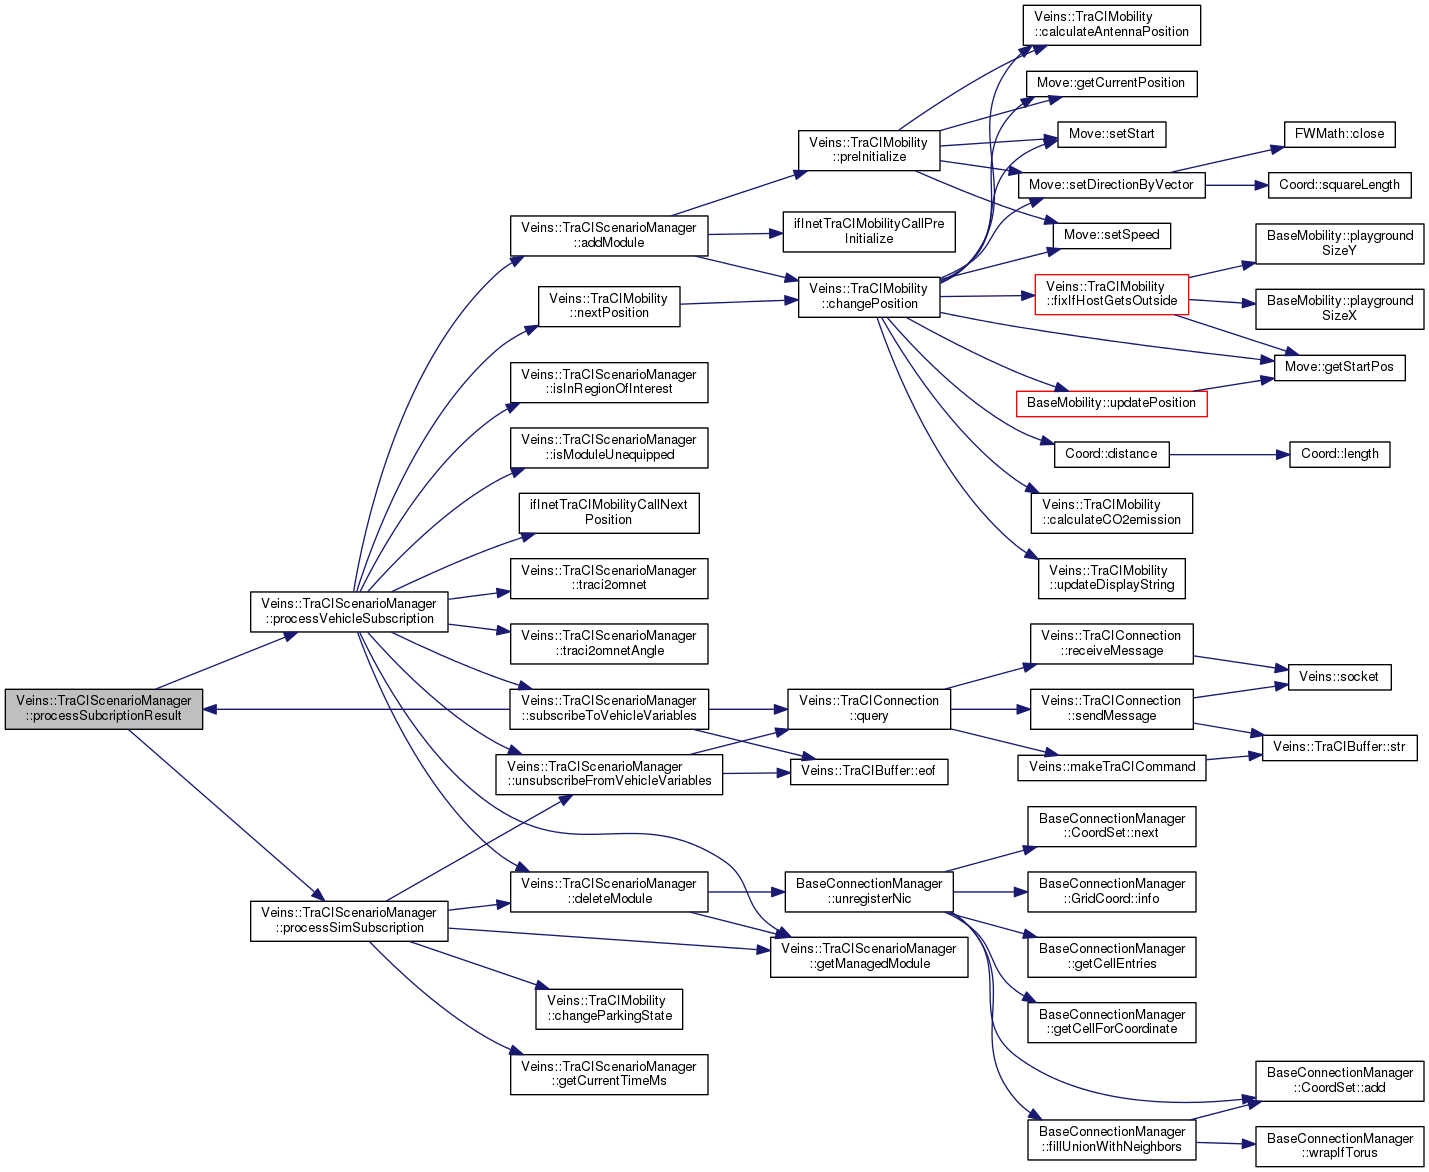 Veins::TraCIScenarioManager
::processSubcriptionResult
Veins::TraCIScenarioManager
::processVehicleSubscription
Veins::TraCIScenarioManager
::processSimSubscription
Veins::TraCIScenarioManager
::addModule
Veins::TraCIMobility
::nextPosition
Veins::TraCIScenarioManager
::isInRegionOfInterest
Veins::TraCIScenarioManager
::isModuleUnequipped
ifInetTraCIMobilityCallNext
Position
Veins::TraCIScenarioManager
::traci2omnet
Veins::TraCIScenarioManager
::traci2omnetAngle
Veins::TraCIScenarioManager
::subscribeToVehicleVariables
Veins::TraCIScenarioManager
::unsubscribeFromVehicleVariables
Veins::TraCIScenarioManager
::deleteModule
Veins::TraCIMobility
::changeParkingState
Veins::TraCIScenarioManager
::getCurrentTimeMs
Veins::TraCIMobility
::preInitialize
ifInetTraCIMobilityCallPre
Initialize
Veins::TraCIMobility
::changePosition
Veins::TraCIConnection
::query
Veins::TraCIBuffer::eof
BaseConnectionManager
::unregisterNic
Veins::TraCIScenarioManager
::getManagedModule
Veins::TraCIMobility
::calculateAntennaPosition
Move::getCurrentPosition
Move::setStart
Move::setDirectionByVector
Move::setSpeed
Veins::TraCIMobility
::fixIfHostGetsOutside
BaseMobility::updatePosition
Coord::distance
Veins::TraCIMobility
::calculateCO2emission
Veins::TraCIMobility
::updateDisplayString
Veins::TraCIConnection
::receiveMessage
Veins::TraCIConnection
::sendMessage
Veins::makeTraCICommand
BaseConnectionManager
::CoordSet::next
BaseConnectionManager
::GridCoord::info
BaseConnectionManager
::getCellEntries
BaseConnectionManager
::getCellForCoordinate
BaseConnectionManager
::fillUnionWithNeighbors
FWMath::close
Coord::squareLength
BaseMobility::playground
SizeY
BaseMobility::playground
SizeX
Move::getStartPos
Coord::length
Veins::socket
Veins::TraCIBuffer::str
BaseConnectionManager
::CoordSet::add
BaseConnectionManager
::wrapIfTorus